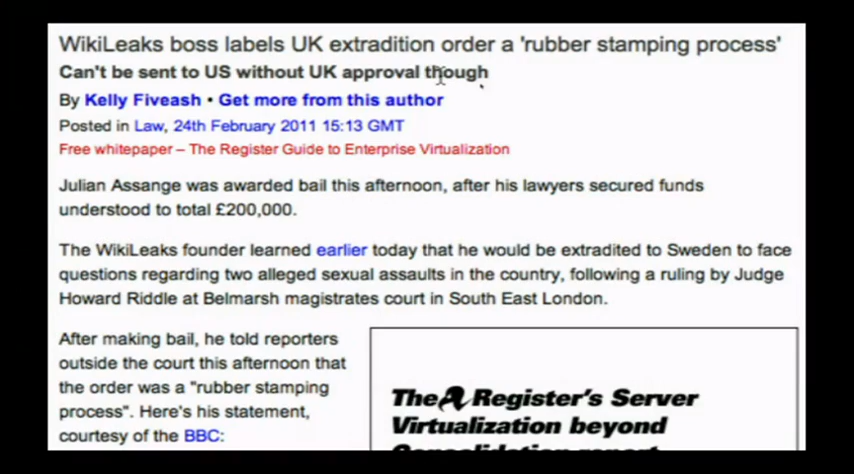 WikiLeaks boss labels UK extradition order a 'rubber stamping process'
Can't be sent to US without UK approval though
By Kelly Fiveash • Get more from this author
Posted in Law, 24th February 2011 15:13 GMT
Free whitepaper – The Register Guide to Enterprise Virtualization
Julian Assange was awarded bail this afternoon, after his lawyers secured funds
understood to total £200,000.
The WikiLeaks founder learned earlier today that he would be extradited to Sweden to face
questions regarding two alleged sexual assaults in the country, following a ruling by Judge
Howard Riddle at Belmarsh magistrates court in South East London.
After making bail, he told reporters
outside the court this afternoon that
the order was a "rubber stamping
process". Here's his statement,
courtesy of the BBC:
The Register's Server
Virtualization beyond
Consolidation report